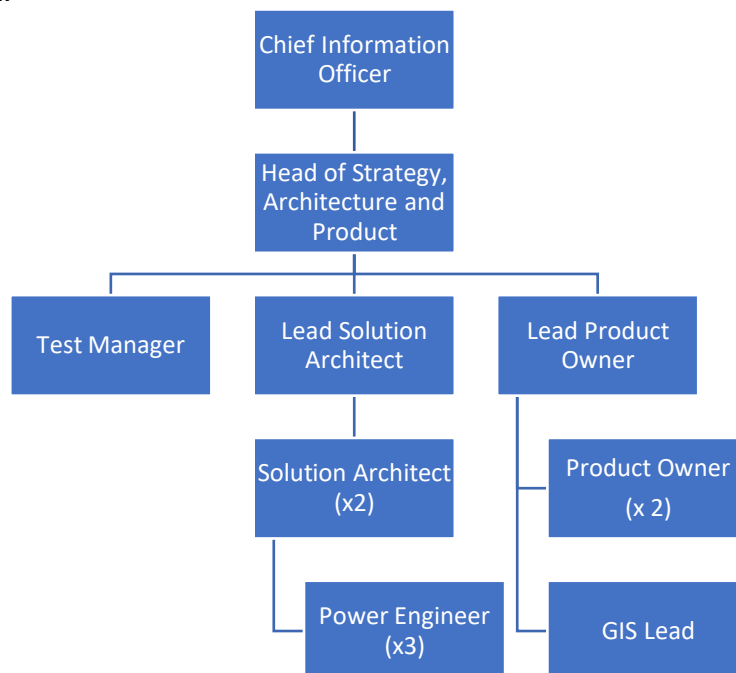 Chief Information
Officer
Head of Strategy,
Architecture and
Product
Test Manager
Lead Solution
Architect
Lead Product
Owner
Solution Architect
(x2)
Product Owner
(x 2)
Power Engineer
(x3)
GIS Lead